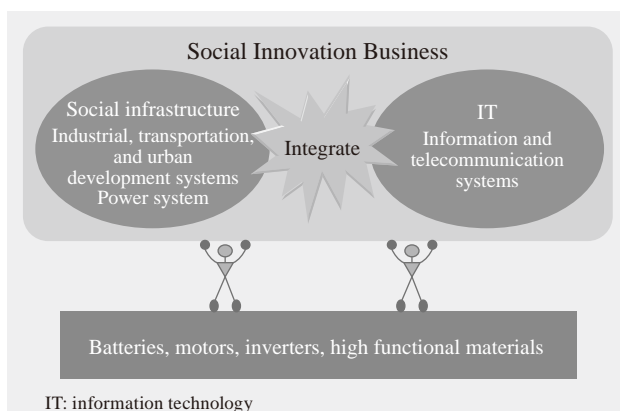 Social Innovation Business
Social infrastructure
Industrial, transportation,
and urban
development systems
Power system
Integrate
IT
Information and
telecommunication
systems
Batteries, motors, inverters, high functional materials
IT: information technology